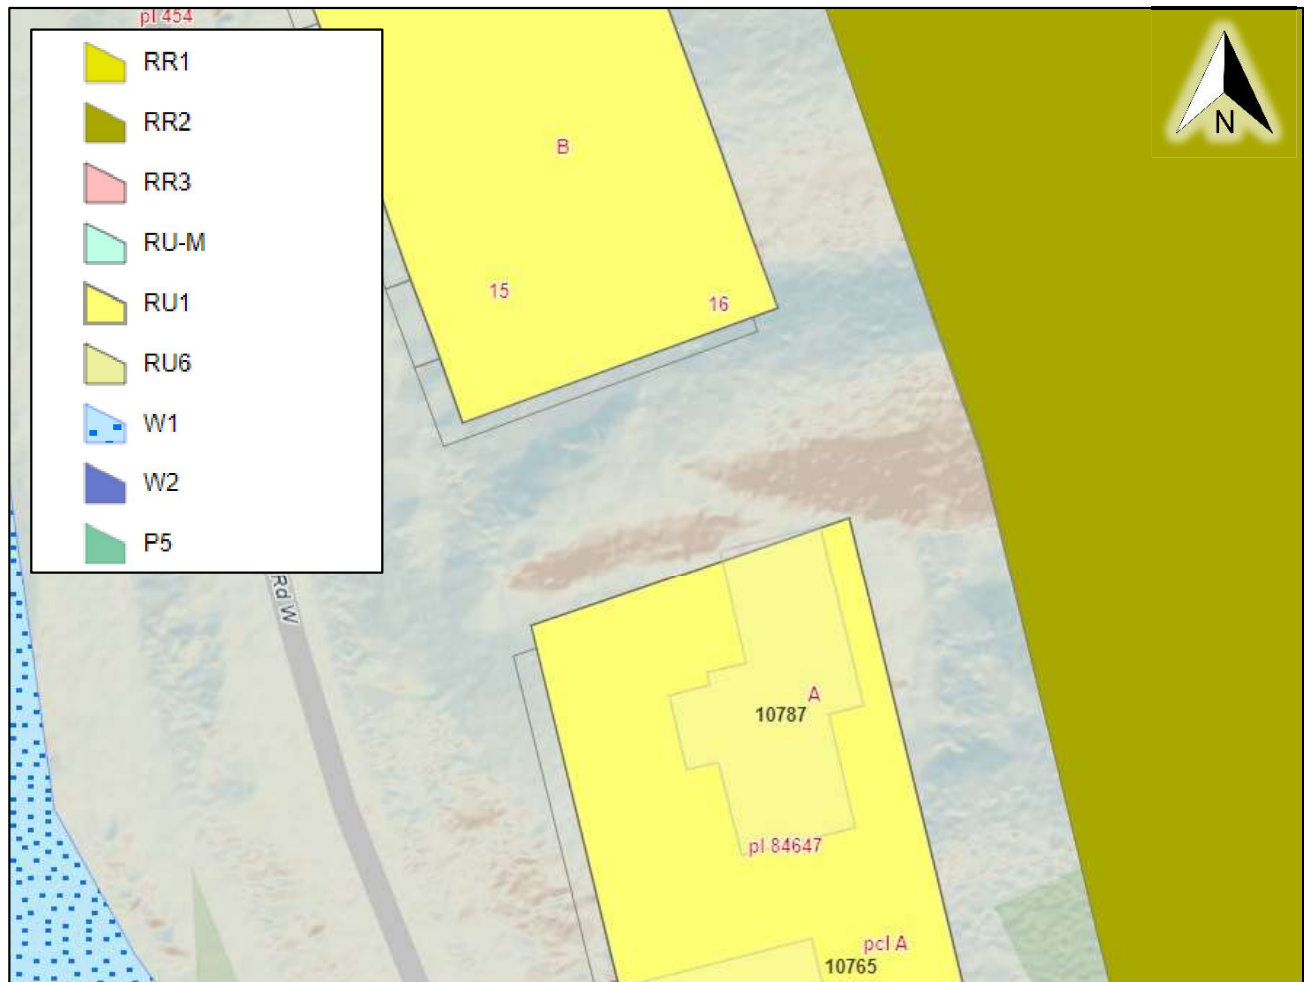 pl 454
RR1
RR2
RR3
RU-M
RU1
RU6
W1
W2
P5
N
B
15
16
Rd W
A
10787
pl 84647
pcl A
10765